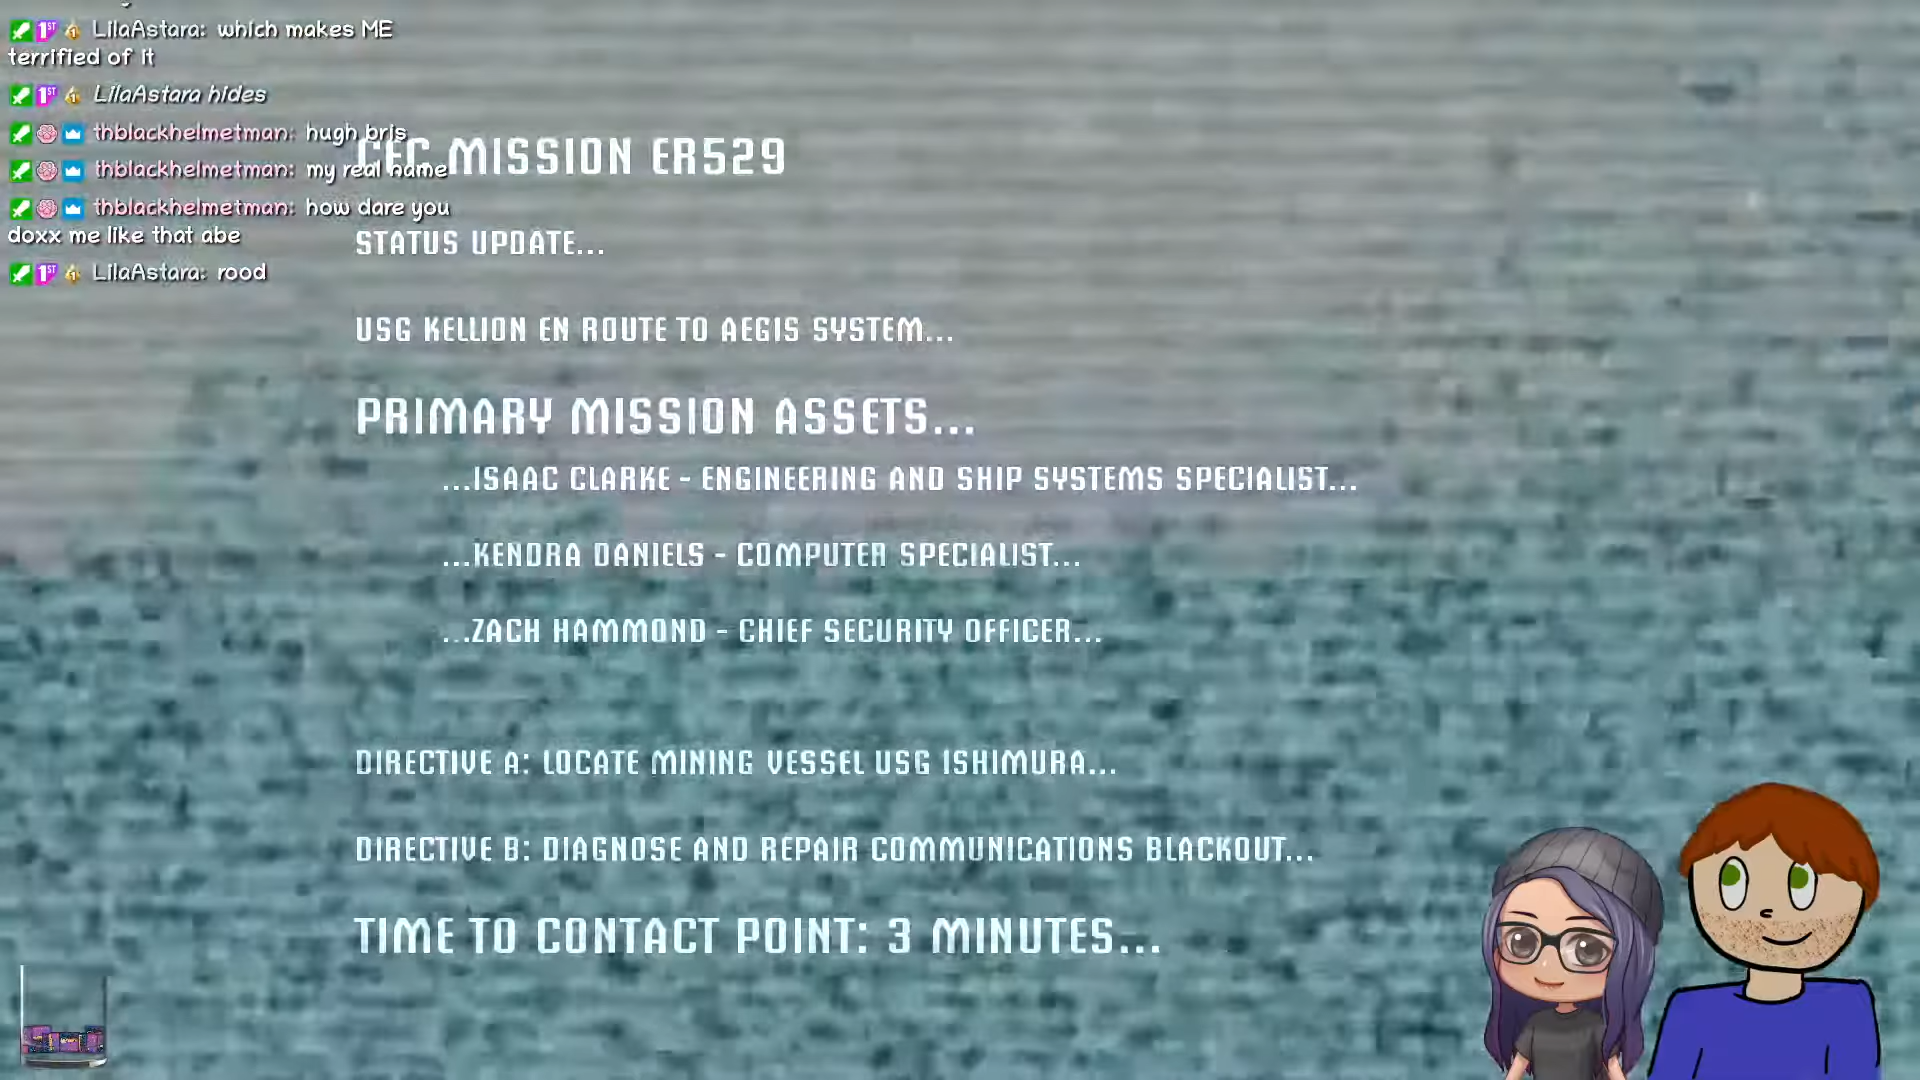 LilaAstara: which makes ME
terrified of it
LilaAstara hides
thblackhelmetman: hugh bris
thblackhelmetman: my real name
thblackhelmetman: how dare you
doxx me like that abe
LilaAstara: rood
CEC MISSION ER529
STATUS UPDATE...
USG KELLION EN ROUTE TO AEGIS SYSTEM...
PRIMARY MISSION ASSETS...
...ISAAC CLARKE - ENGINEERING AND SHIP SYSTEMS SPECIALIST...
...KENDRA DANIELS - COMPUTER SPECIALIST...
...ZACH HAMMOND - CHIEF SECURITY OFFICER...
DIRECTIVE A: LOCATE MINING VESSEL USG ISHIMURA...
DIRECTIVE B: DIAGNOSE AND REPAIR COMMUNICATIONS BLACKOUT...
TIME TO CONTACT POINT: 3 MINUTES...